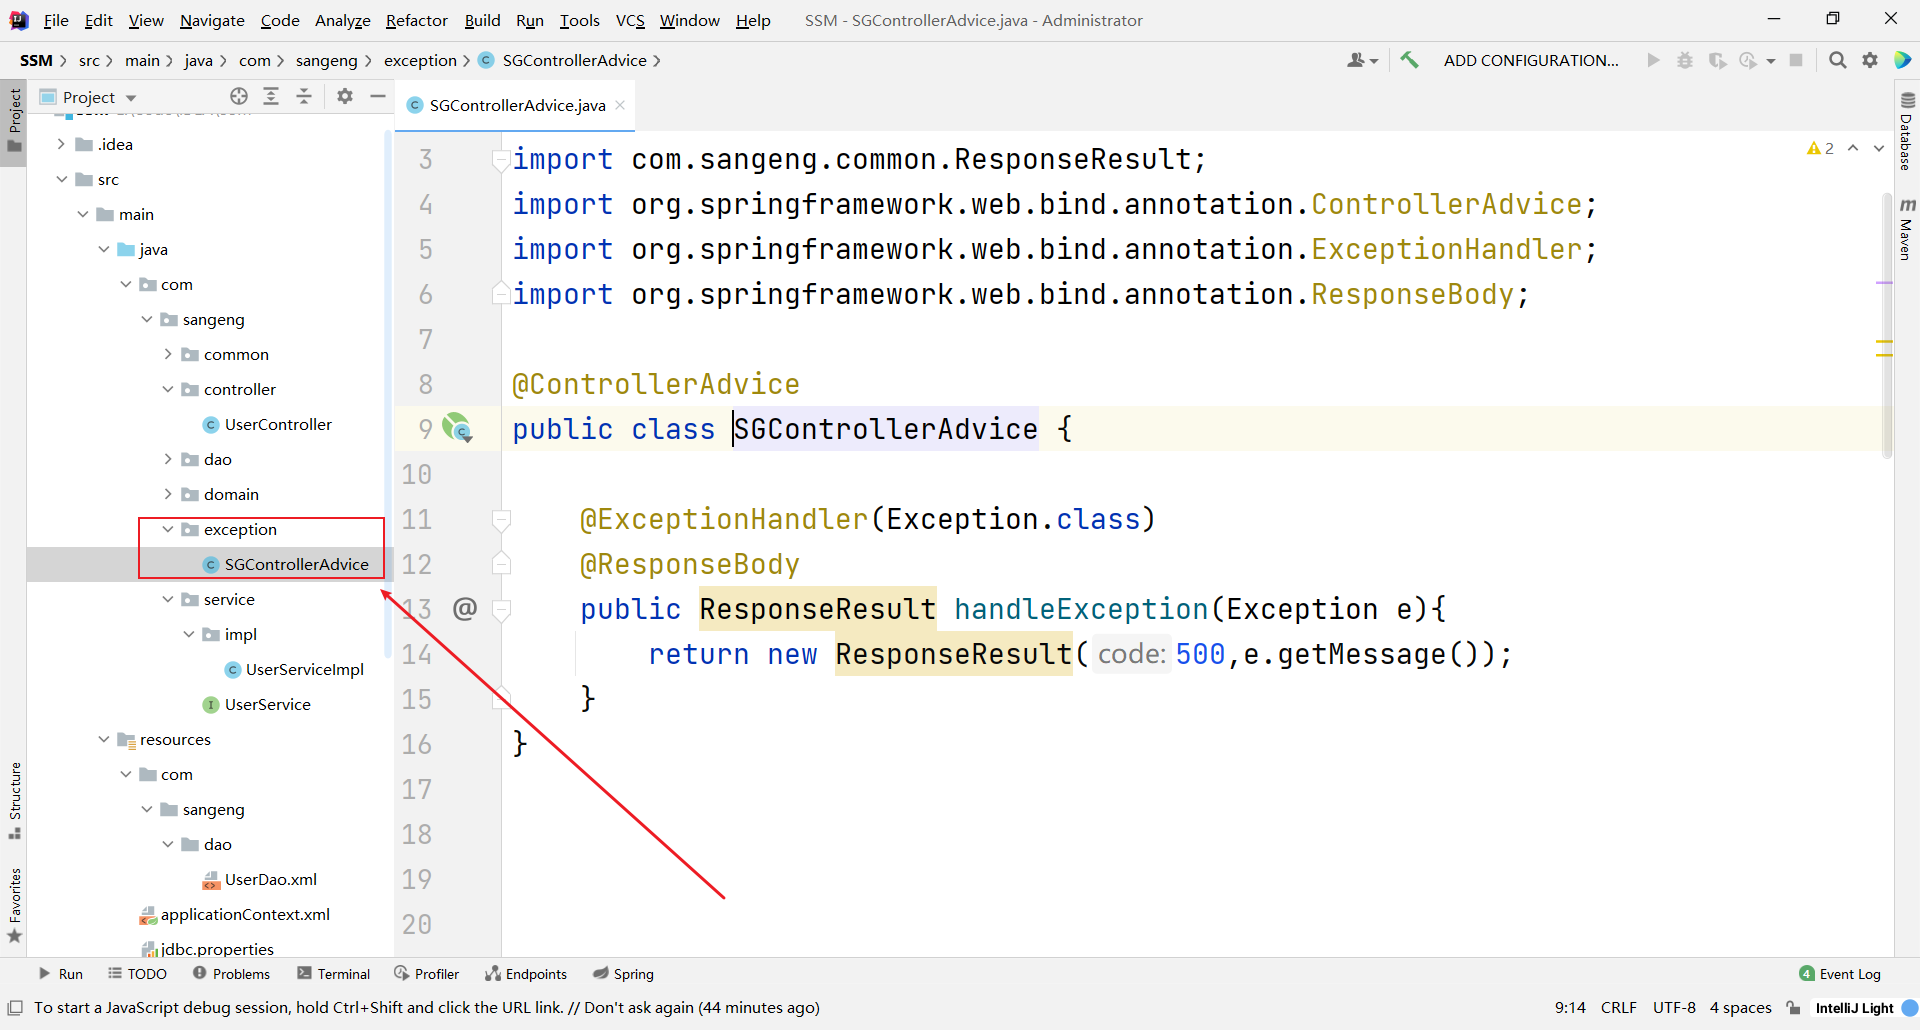 File Edit View Navigate Code Analyze Refactor Build Run Tools VCS Window Help SSM - SGControllerAdvice.java - Administrator
SSM src main java com sangeng exception SGControllerAdvice ADD CONFIGURATION...
Project
SGControllerAdvice.java
Project
Structure
Favorites
.idea
src
main
java
com
sangeng
common
controller
UserController
dao
domain
exception
SGControllerAdvice
service
impl
UserServiceImpl
UserService
resources
com
sangeng
dao
UserDao.xml
applicationContext.xml
jdbc.properties
3 import com.sangeng.common.ResponseResult;
4 import org.springframework.web.bind.annotation.ControllerAdvice;
5 import org.springframework.web.bind.annotation.ExceptionHandler;
6 import org.springframework.web.bind.annotation.ResponseBody;
7
8 @ControllerAdvice
9 public class SGControllerAdvice {
10
11 @ExceptionHandler(Exception.class)
12 @ResponseBody
13 @ public ResponseResult handleException(Exception e){
14 return new ResponseResult( code: 500,e.getMessage());
15 }
16 }
17
18
19
20
2
Database
Maven
Run TODO Problems Terminal Profiler Endpoints Spring 4 Event Log
To start a JavaScript debug session, hold Ctrl+Shift and click the URL link. // Don't ask again (44 minutes ago) 9:14 CRLF UTF-8 4 spaces IntelliJ Light